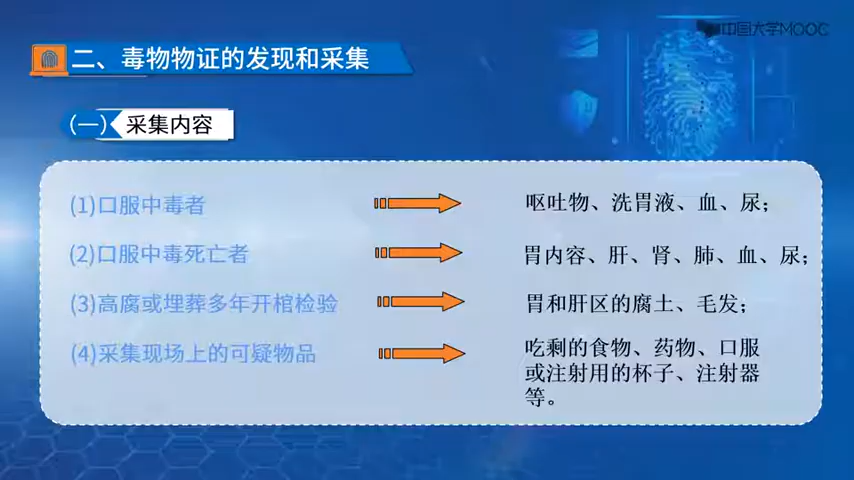 中国大学MOOC
二、毒物物证的发现和采集
(一) 采集内容
(1)口服中毒者 呕吐物、洗胃液、血、尿；
(2)口服中毒死亡者 胃内容、肝、肾、肺、血、尿；
(3)高腐或埋葬多年开棺检验 胃和肝区的腐土、毛发；
(4)采集现场上的可疑物品 吃剩的食物、药物、口服
或注射用的杯子、注射器
等。